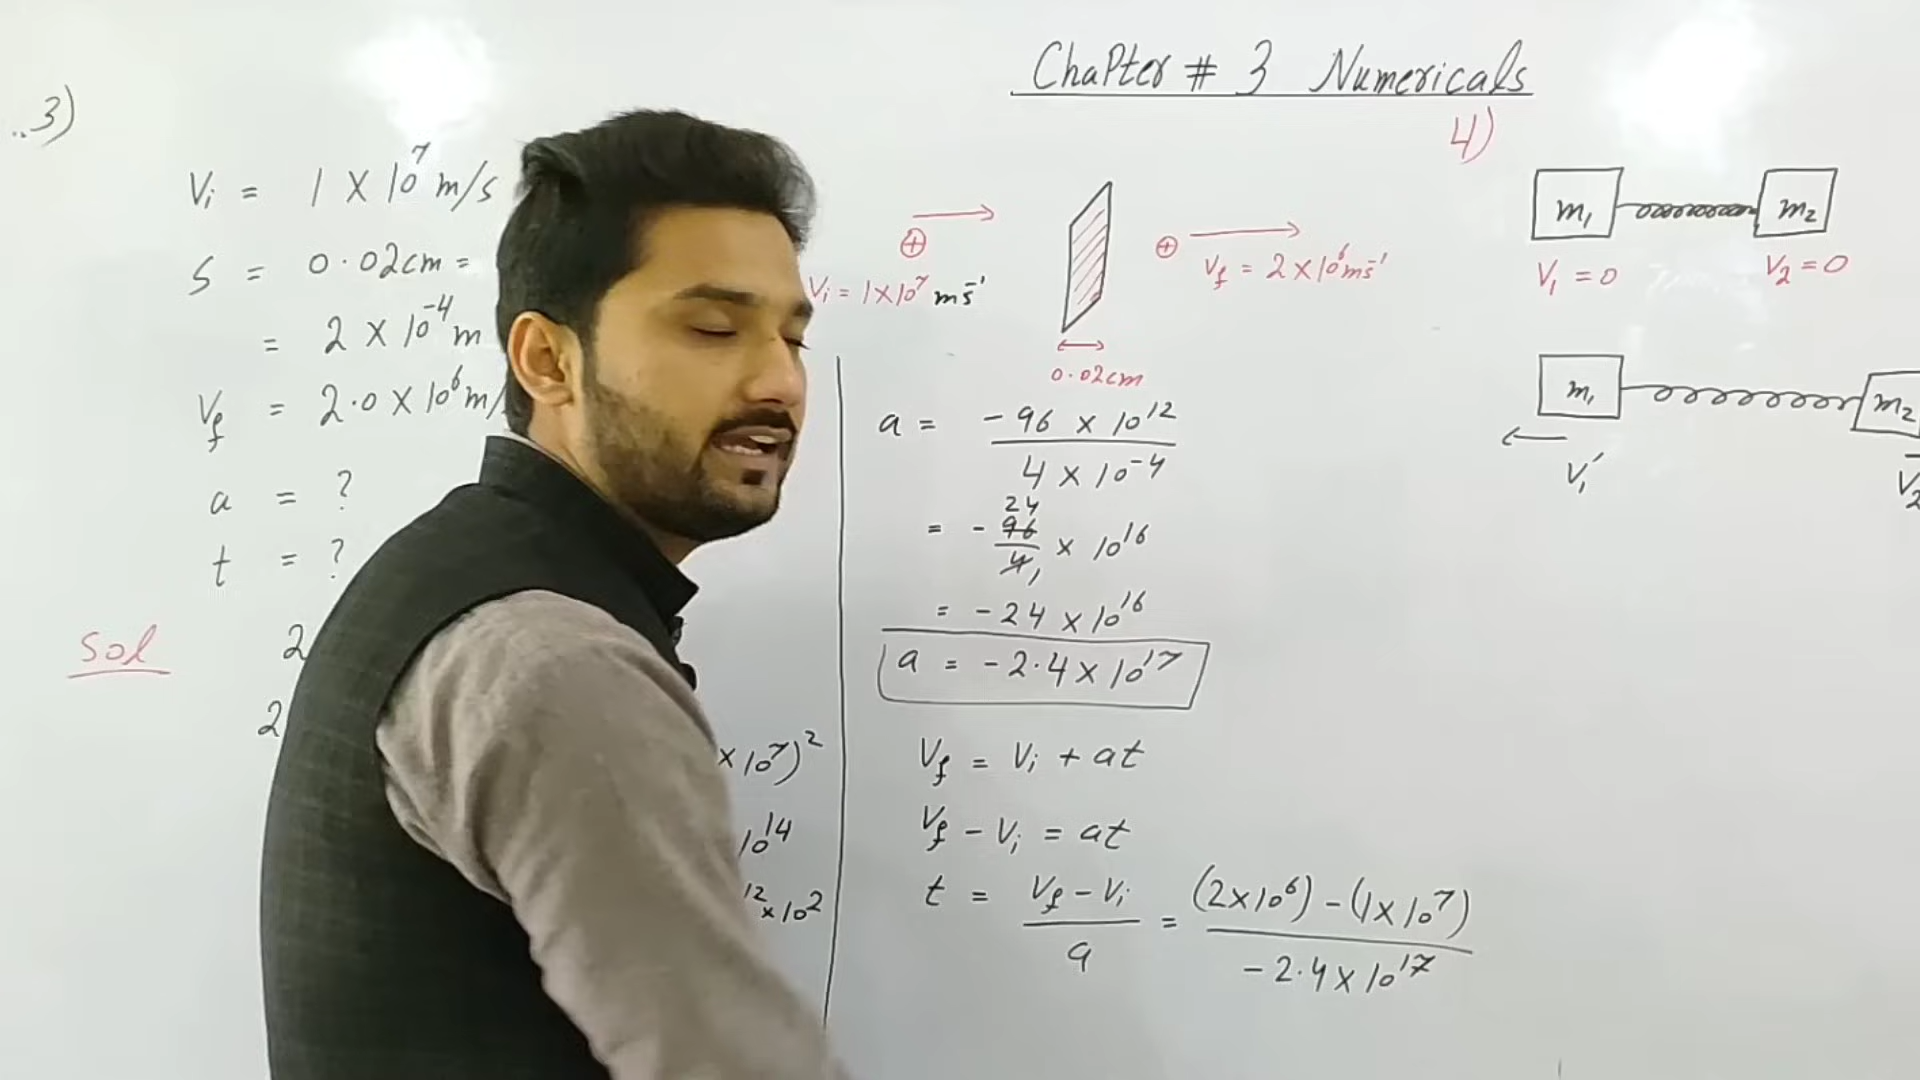 ChaPter # 3 Numericals
..3)
Vi = 1 X 10⁷ m/s
S = 0.02cm =
= 2 X 10⁻⁴ m
Vf = 2.0 X 10⁶ m/
a = ?
t = ?
Sol
2
2
x 10⁷)²
10¹⁴
¹² x 10²
Vi = 1 X 10⁷ ms⁻¹
0.02cm
Vf = 2 X 10⁶ ms⁻¹
a = -96 x 10¹² / 4 x 10⁻⁴
24
= - 96/4 x 10¹⁶
1
= -24 x 10¹⁶
a = -2.4 x 10¹⁷
Vf = Vi + at
Vf - Vi = at
t = Vf - Vi / a = (2x10⁶) - (1x10⁷) / -2.4 x 10¹⁷
4)
m₁ m₂
V₁ = 0 V₂ = 0
m₁ m₂
V₁′ V₂